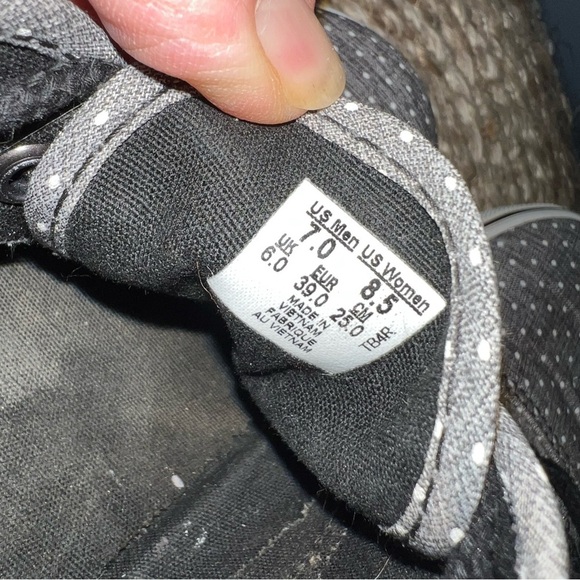 US Men US Women
7.0 8.5
UK EUR CM
6.0 39.0 25.0
MADE IN
VIETNAM
FABRIQUE
AU VIETNAM
TBAR